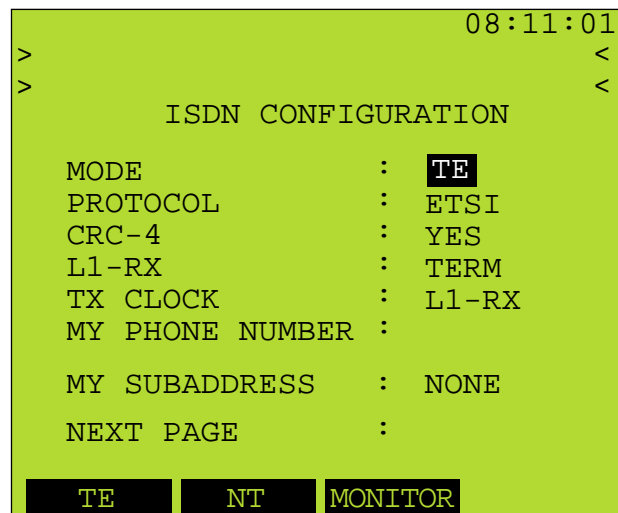 08:11:01
> <
> <
ISDN CONFIGURATION
MODE : TE
PROTOCOL : ETSI
CRC-4 : YES
L1-RX : TERM
TX CLOCK : L1-RX
MY PHONE NUMBER :
MY SUBADDRESS : NONE
NEXT PAGE :
TE NT MONITOR